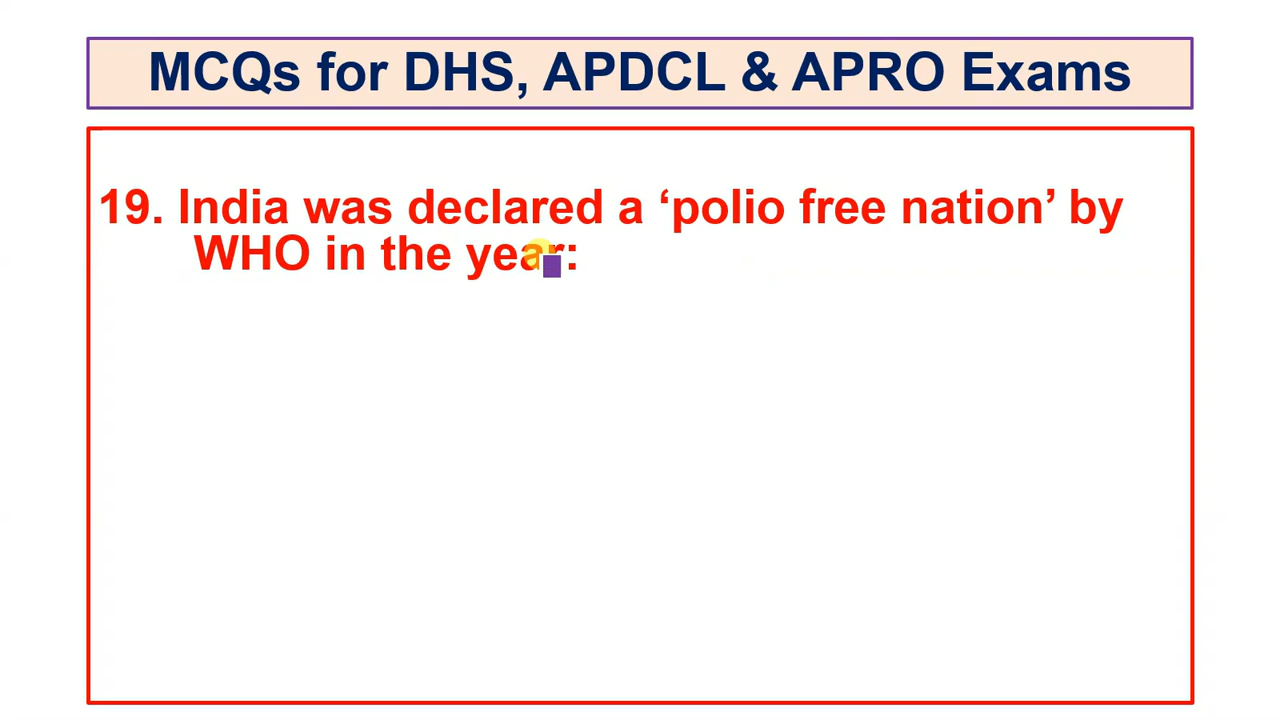 MCQs for DHS, APDCL & APRO Exams
19. India was declared a ‘polio free nation’ by
WHO in the year: